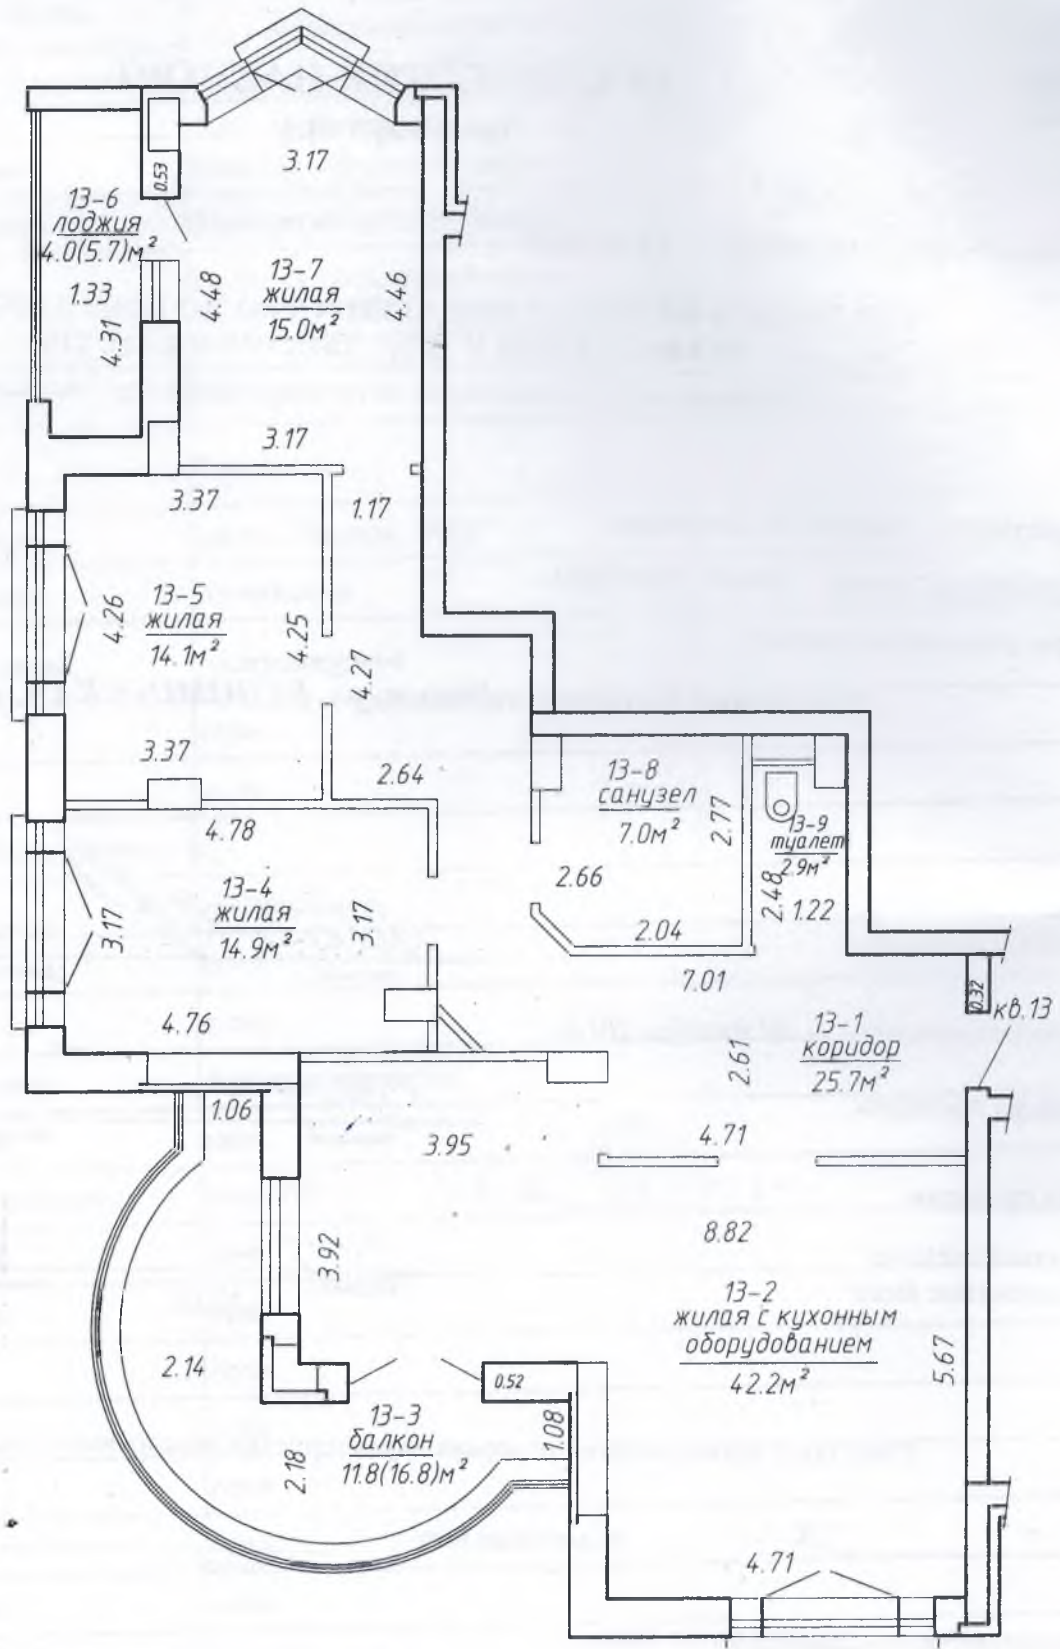 3.17
0.53
13-6
лоджия
4.0(5.7)м²
1.33
4.31
4.48
13-7
жилая
15.0м²
4.46
3.17
3.37
1.17
4.26
13-5
жилая
14.1м²
4.25
4.27
3.37
2.64
4.78
13-8
санузел
7.0м²
2.77
13-9
туалет
2.9м²
2.66
2.48
1.22
2.04
13-4
жилая
14.9м²
3.17
3.17
4.76
7.01
0.32
кв.13
13-1
коридор
25.7м²
2.61
1.06
3.95
4.71
3.92
8.82
13-2
жилая с кухонным
оборудованием
42.2м²
5.67
2.14
0.52
13-3
балкон
11.8(16.8)м²
1.08
2.18
4.71